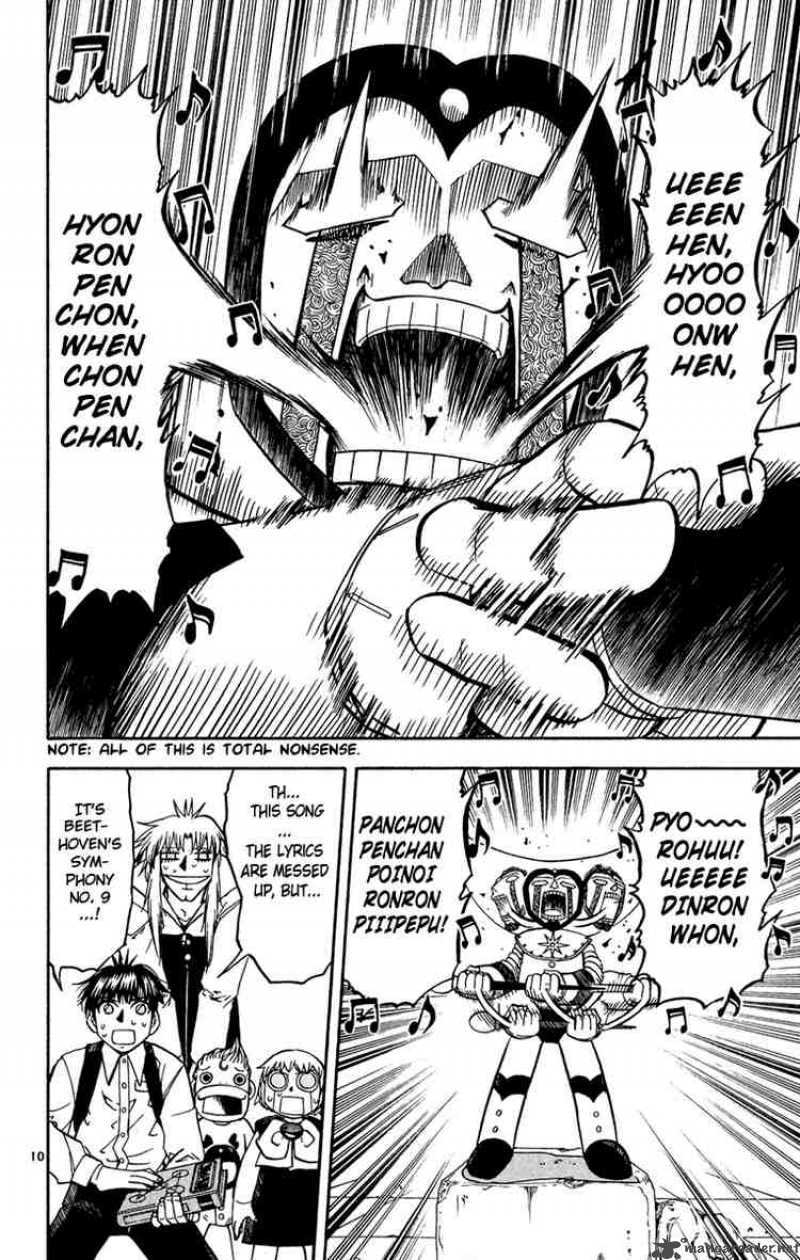 UEEE
EEEN
HEN,
HYOO
OOOO
ONW
HEN,
HYON
RON
PEN
CHON,
WHEN
CHON
PEN
CHAN,
NOTE: ALL OF THIS IS TOTAL NONSENSE.
PYO~~
ROHUU!
UEEEEE
DINRON
WHON,
PANCHON
PENCHAN
POINOI
RONRON
PIIIPEPU!
TH...
THIS SONG
...
THE LYRICS
ARE MESSED
UP, BUT...
IT'S
BEET-
HOVEN'S
SYM-
PHONY
NO. 9
...!
10
mangareader.net